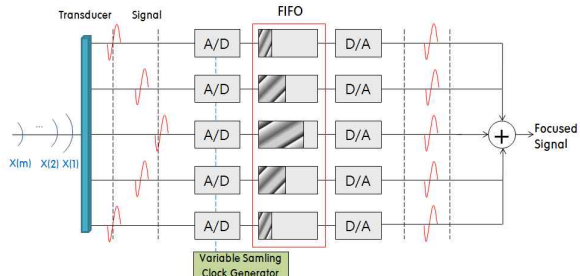 FIFO
Transducer Signal
A/D D/A
A/D D/A
X(m) ... X(2) X(1) A/D D/A + Focused
Signal
A/D D/A
A/D D/A
Variable Samling
Clock Generator